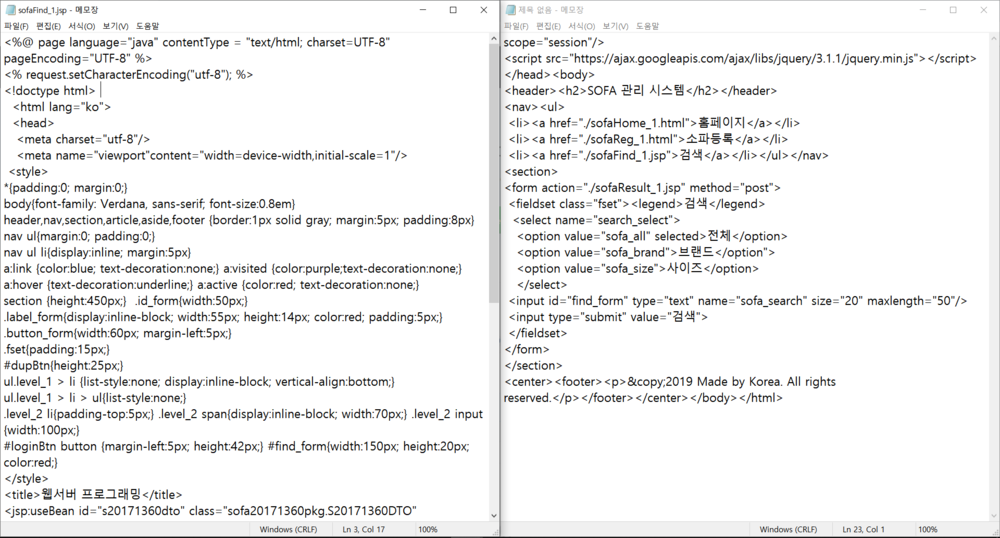 sofaFind_1.jsp - 메모장
파일(F) 편집(E) 서식(O) 보기(V) 도움말
<%@ page language="java" contentType = "text/html; charset=UTF-8"
pageEncoding="UTF-8" %>
<% request.setCharacterEncoding("utf-8"); %>
<!doctype html>
<html lang="ko">
<head>
<meta charset="utf-8"/>
<meta name="viewport"content="width=device-width,initial-scale=1"/>
<style>
*{padding:0; margin:0;}
body{font-family: Verdana, sans-serif; font-size:0.8em}
header,nav,section,article,aside,footer {border:1px solid gray; margin:5px; padding:8px}
nav ul{margin:0; padding:0;}
nav ul li{display:inline; margin:5px}
a:link {color:blue; text-decoration:none;} a:visited {color:purple;text-decoration:none;}
a:hover {text-decoration:underline;} a:active {color:red; text-decoration:none;}
section {height:450px;}  .id_form{width:50px;}
.label_form{display:inline-block; width:55px; height:14px; color:red; padding:5px;}
.button_form{width:60px; margin-left:5px;}
.fset{padding:15px;}
#dupBtn{height:25px;}
ul.level_1 > li {list-style:none; display:inline-block; vertical-align:bottom;}
ul.level_1 > li > ul{list-style:none;}
.level_2 li{padding-top:5px;} .level_2 span{display:inline-block; width:70px;} .level_2 input
{width:100px;}
#loginBtn button {margin-left:5px; height:42px;} #find_form{width:150px; height:20px;
color:red;}
</style>
<title>웹서버 프로그래밍</title>
<jsp:useBean id="s20171360dto" class="sofa20171360pkg.S20171360DTO"
Windows (CRLF) Ln 3, Col 17 100%
제목 없음 - 메모장
파일(F) 편집(E) 서식(O) 보기(V) 도움말
scope="session"/>
<script src="https://ajax.googleapis.com/ajax/libs/jquery/3.1.1/jquery.min.js"></script>
</head><body>
<header><h2>SOFA 관리 시스템</h2></header>
<nav><ul>
<li><a href="./sofaHome_1.html">홈페이지</a></li>
<li><a href="./sofaReg_1.html">소파등록</a></li>
<li><a href="./sofaFind_1.jsp">검색</a></li></ul></nav>
<section>
<form action="./sofaResult_1.jsp" method="post">
<fieldset class="fset"><legend>검색</legend>
<select name="search_select">
<option value="sofa_all" selected>전체</option>
<option value="sofa_brand">브랜드</option">
<option value="sofa_size">사이즈</option>
</select>
<input id="find_form" type="text" name="sofa_search" size="20" maxlength="50"/>
<input type="submit" value="검색">
</fieldset>
</form>
</section>
<center><footer><p>&copy;2019 Made by Korea. All rights
reserved.</p></footer></center></body></html>
Windows (CRLF) Ln 23, Col 1 100%